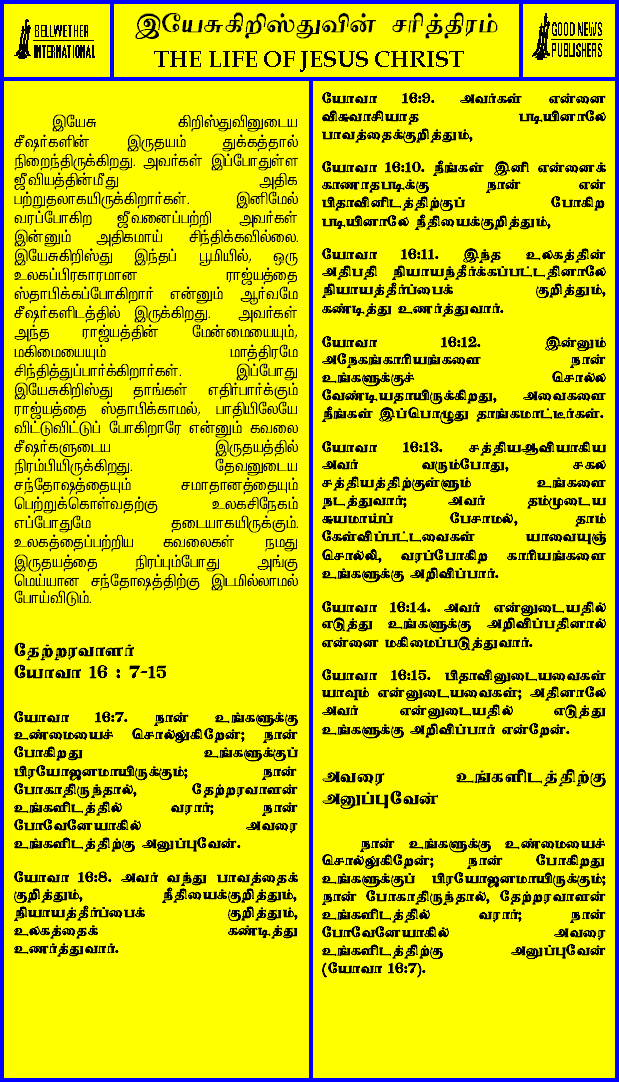 BELLWETHER
INTERNATIONAL
இயேசுகிறிஸ்துவின் சரித்திரம்
THE LIFE OF JESUS CHRIST
GOOD NEWS
PUBLISHERS
இயேசு கிறிஸ்துவினுடைய
சீஷர்களின் இருதயம் துக்கத்தால்
நிறைந்திருக்கிறது. அவர்கள் இப்போதுள்ள
ஜீவியத்தின்மீது அதிக
பற்றுதலாகயிருக்கிறார்கள். இனிமேல்
வரப்போகிற ஜீவனைப்பற்றி அவர்கள்
இன்னும் அதிகமாய் சிந்திக்கவில்லை.
இயேசுகிறிஸ்து இந்தப் பூமியில், ஒரு
உலகப்பிரகாரமான ராஜ்யத்தை
ஸ்தாபிக்கப்போகிறார் என்னும் ஆர்வமே
சீஷர்களிடத்தில் இருக்கிறது. அவர்கள்
அந்த ராஜ்யத்தின் மேன்மையையும்,
மகிமையையும் மாத்திரமே
சிந்தித்துப்பார்க்கிறார்கள். இப்போது
இயேசுகிறிஸ்து தாங்கள் எதிர்பார்க்கும்
ராஜ்யத்தை ஸ்தாபிக்காமல், பாதியிலேயே
விட்டுவிட்டுப் போகிறாரே என்னும் கவலை
சீஷர்களுடைய இருதயத்தில்
நிரம்பியிருக்கிறது. தேவனுடைய
சந்தோஷத்தையும் சமாதானத்தையும்
பெற்றுக்கொள்வதற்கு உலகசிநேகம்
எப்போதுமே தடையாகயிருக்கும்.
உலகத்தைப்பற்றிய கவலைகள் நமது
இருதயத்தை நிரப்பும்போது அங்கு
மெய்யான சந்தோஷத்திற்கு இடமில்லாமல்
போய்விடும்.
தேற்றரவாளர்
யோவா 16 : 7-15
யோவா 16:7. நான் உங்களுக்கு
உண்மையைச் சொல்லுகிறேன்; நான்
போகிறது உங்களுக்குப்
பிரயோஜனமாயிருக்கும்; நான்
போகாதிருந்தால், தேற்றரவாளன்
உங்களிடத்தில் வரார்; நான்
போவேனேயாகில் அவரை
உங்களிடத்திற்கு அனுப்புவேன்.
யோவா 16:8. அவர் வந்து பாவத்தைக்
குறித்தும், நீதியைக்குறித்தும்,
நியாயத்தீர்ப்பைக் குறித்தும்,
உலகத்தைக் கண்டித்து
உணர்த்துவார்.
யோவா 16:9. அவர்கள் என்னை
விசுவாசியாத படியினாலே
பாவத்தைக்குறித்தும்,
யோவா 16:10. நீங்கள் இனி என்னைக்
காணாதபடிக்கு நான் என்
பிதாவினிடத்திற்குப் போகிற
படியினாலே நீதியைக்குறித்தும்,
யோவா 16:11. இந்த உலகத்தின்
அதிபதி நியாயந்தீர்க்கப்பட்டதினாலே
நியாயத்தீர்ப்பைக் குறித்தும்,
கண்டித்து உணர்த்துவார்.
யோவா 16:12. இன்னும்
அநேகங்காரியங்களை நான்
உங்களுக்குச் சொல்ல
வேண்டியதாயிருக்கிறது, அவைகளை
நீங்கள் இப்பொழுது தாங்கமாட்டீர்கள்.
யோவா 16:13. சத்தியஆவியாகிய
அவர் வரும்போது, சகல
சத்தியத்திற்குள்ளும் உங்களை
நடத்துவார்; அவர் தம்முடைய
சுயமாய்ப் பேசாமல், தாம்
கேள்விப்பட்டவைகள் யாவையுஞ்
சொல்லி, வரப்போகிற காரியங்களை
உங்களுக்கு அறிவிப்பார்.
யோவா 16:14. அவர் என்னுடையதில்
எடுத்து உங்களுக்கு அறிவிப்பதினால்
என்னை மகிமைப்படுத்துவார்.
யோவா 16:15. பிதாவினுடையவைகள்
யாவும் என்னுடையவைகள்; அதினாலே
அவர் என்னுடையதில் எடுத்து
உங்களுக்கு அறிவிப்பார் என்றேன்.
அவரை உங்களிடத்திற்கு
அனுப்புவேன்
நான் உங்களுக்கு உண்மையைச்
சொல்லுகிறேன்; நான் போகிறது
உங்களுக்குப் பிரயோஜனமாயிருக்கும்;
நான் போகாதிருந்தால், தேற்றரவாளன்
உங்களிடத்தில் வரார்; நான்
போவேனேயாகில் அவரை
உங்களிடத்திற்கு அனுப்புவேன்
(யோவா 16:7).